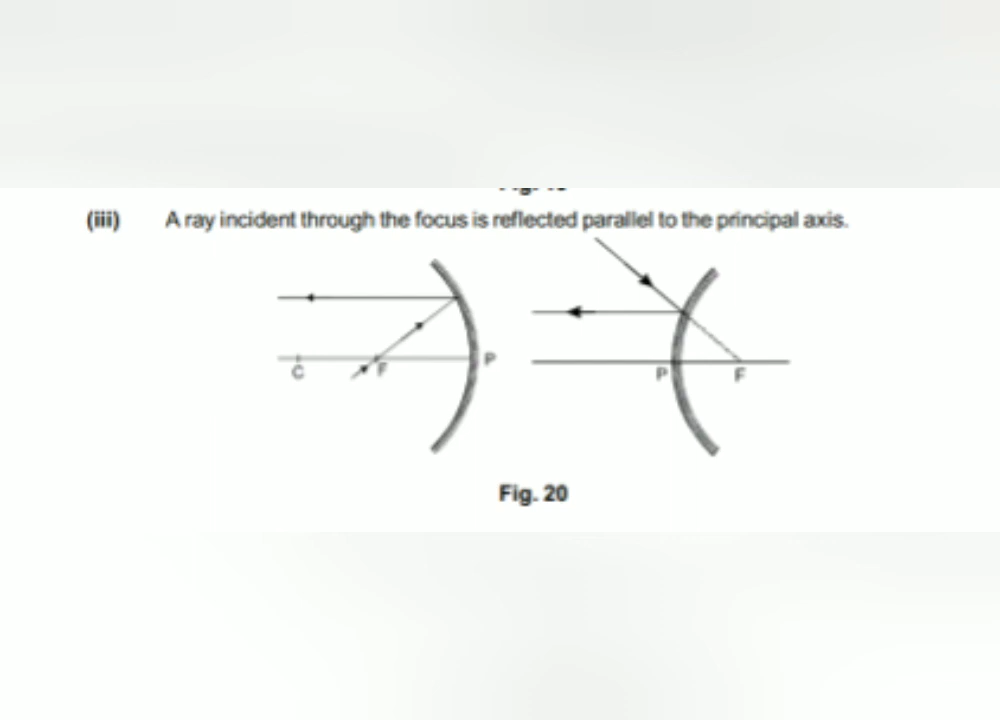 (iii) A ray incident through the focus is reflected parallel to the principal axis.
C F P
P F
Fig. 20